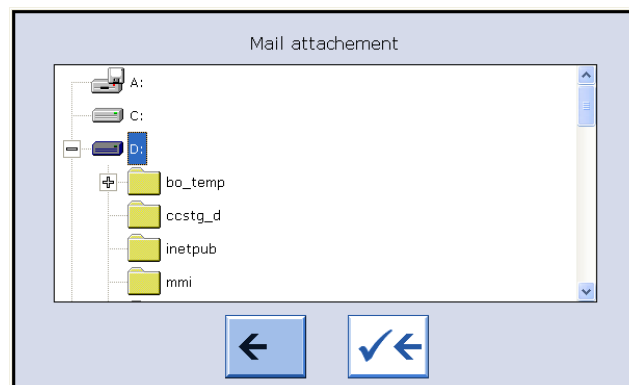 Mail attachement
A:
C:
D:
bo_temp
ccstg_d
inetpub
mmi